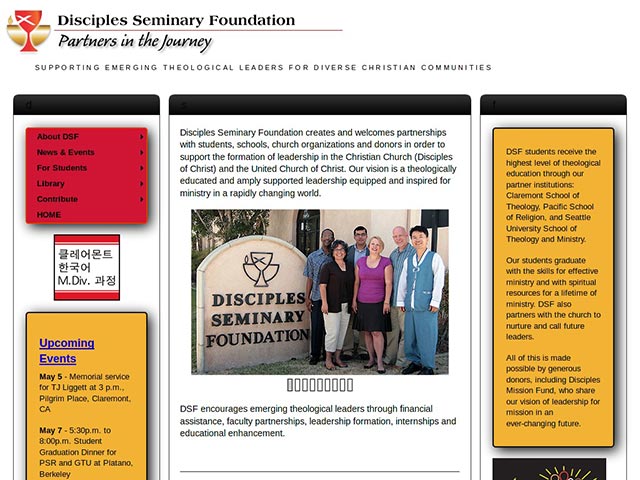 Disciples Seminary Foundation
Partners in the Journey
SUPPORTING EMERGING THEOLOGICAL LEADERS FOR DIVERSE CHRISTIAN COMMUNITIES
d
s
f
About DSF
News & Events
For Students
Library
Contribute
HOME
클레어몬트
한국어
M.Div. 과정
Upcoming
Events
May 5 - Memorial service
for TJ Liggett at 3 p.m.,
Pilgrim Place, Claremont,
CA
May 7 - 5:30p.m. to
8:00p.m. Student
Graduation Dinner for
PSR and GTU at Platano,
Berkeley
Disciples Seminary Foundation creates and welcomes partnerships
with students, schools, church organizations and donors in order to
support the formation of leadership in the Christian Church (Disciples
of Christ) and the United Church of Christ. Our vision is a theologically
educated and amply supported leadership equipped and inspired for
ministry in a rapidly changing world.
DISCIPLES
SEMINARY
FOUNDATION
DSF encourages emerging theological leaders through financial
assistance, faculty partnerships, leadership formation, internships and
educational enhancement.
DSF students receive the
highest level of theological
education through our
partner institutions:
Claremont School of
Theology, Pacific School
of Religion, and Seattle
University School of
Theology and Ministry.
Our students graduate
with the skills for effective
ministry and with spiritual
resources for a lifetime of
ministry. DSF also
partners with the church to
nurture and call future
leaders.
All of this is made
possible by generous
donors, including Disciples
Mission Fund, who share
our vision of leadership for
mission in an
ever-changing future.